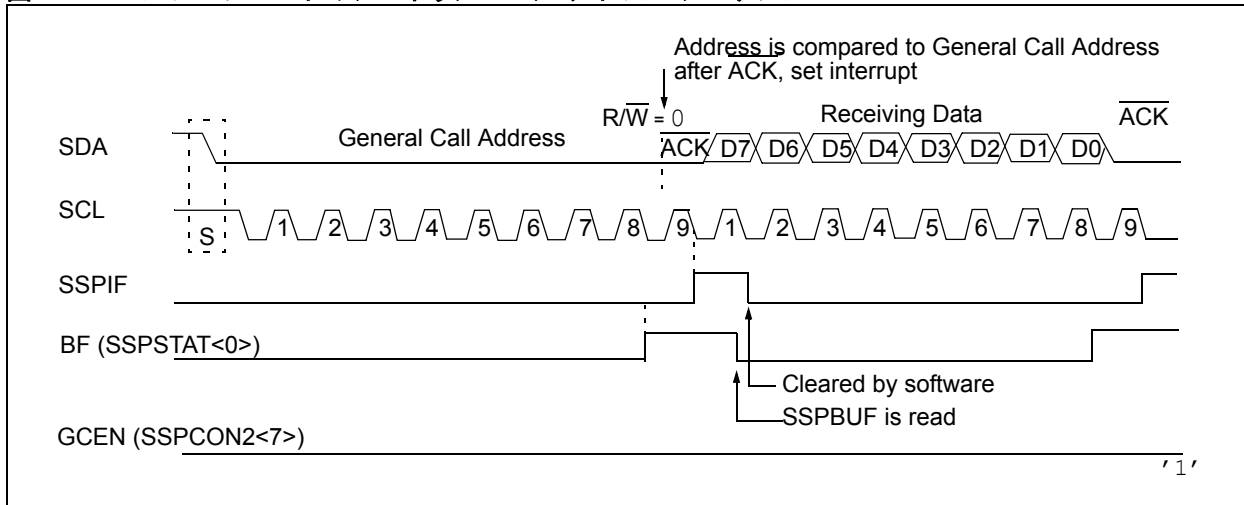 Address is compared to General Call Address
after A̅C̅K̅, set interrupt
R/W̅ = 0
Receiving Data
A̅C̅K̅
SDA
General Call Address
A̅C̅K̅ D7 D6 D5 D4 D3 D2 D1 D0
SCL
S 1 2 3 4 5 6 7 8 9 1 2 3 4 5 6 7 8 9
SSPIF
BF (SSPSTAT<0>)
Cleared by software
SSPBUF is read
GCEN (SSPCON2<7>)
'1'